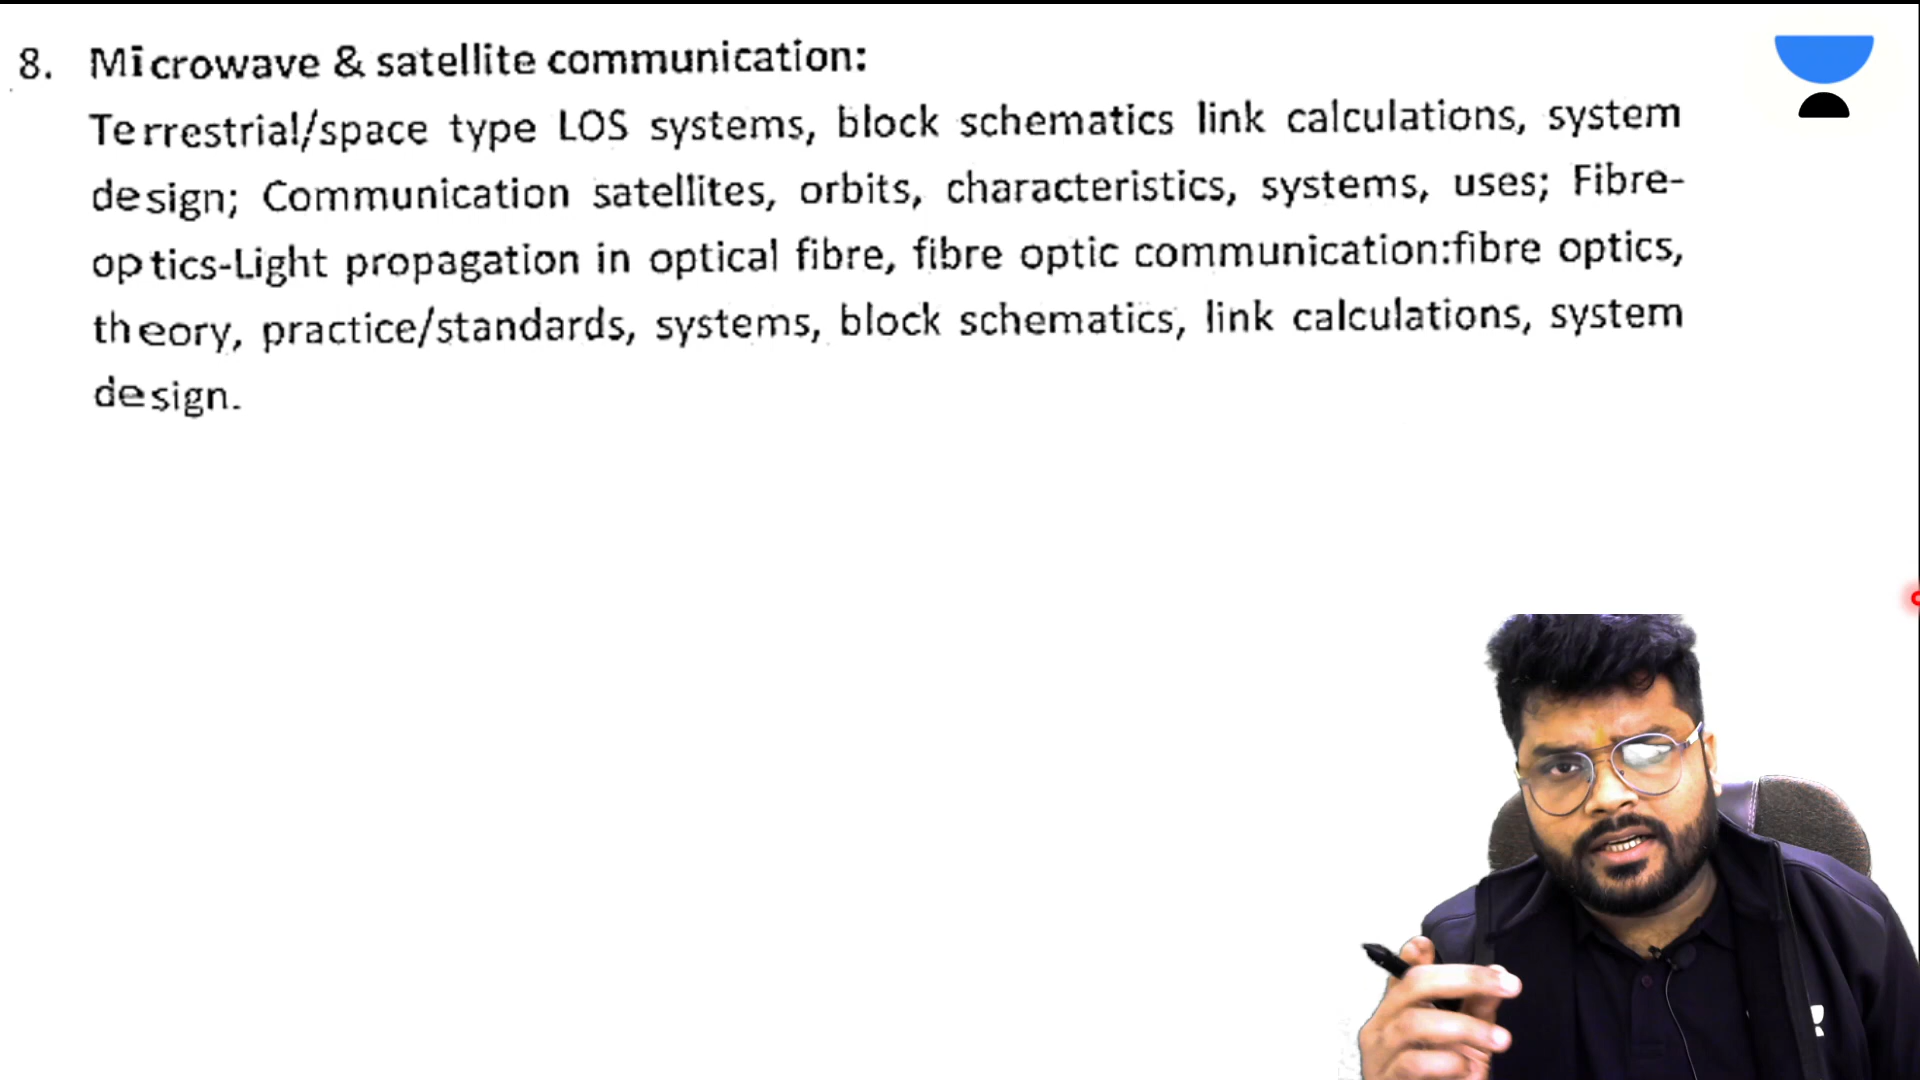 8. Microwave & satellite communication:
Terrestrial/space type LOS systems, block schematics link calculations, system
design; Communication satellites, orbits, characteristics, systems, uses; Fibre-
optics-Light propagation in optical fibre, fibre optic communication:fibre optics,
theory, practice/standards, systems, block schematics, link calculations, system
design.